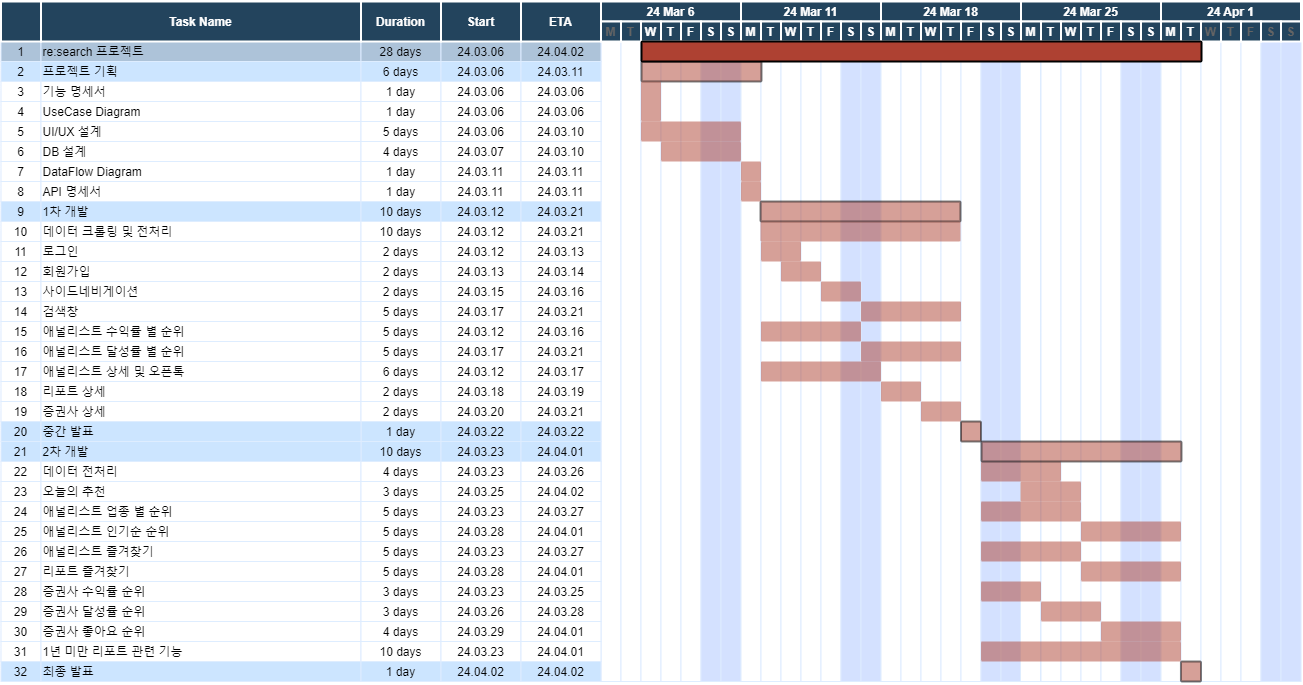 Task Name Duration Start ETA 24 Mar 6 24 Mar 11 24 Mar 18 24 Mar 25 24 Apr 1
M T W T F S S M T W T F S S M T W T F S S M T W T F S S M T W T F S S
1 re:search 프로젝트 28 days 24.03.06 24.04.02
2 프로젝트 기획 6 days 24.03.06 24.03.11
3 기능 명세서 1 day 24.03.06 24.03.06
4 UseCase Diagram 1 day 24.03.06 24.03.06
5 UI/UX 설계 5 days 24.03.06 24.03.10
6 DB 설계 4 days 24.03.07 24.03.10
7 DataFlow Diagram 1 day 24.03.11 24.03.11
8 API 명세서 1 day 24.03.11 24.03.11
9 1차 개발 10 days 24.03.12 24.03.21
10 데이터 크롤링 및 전처리 10 days 24.03.12 24.03.21
11 로그인 2 days 24.03.12 24.03.13
12 회원가입 2 days 24.03.13 24.03.14
13 사이드네비게이션 2 days 24.03.15 24.03.16
14 검색창 5 days 24.03.17 24.03.21
15 애널리스트 수익률 별 순위 5 days 24.03.12 24.03.16
16 애널리스트 달성률 별 순위 5 days 24.03.17 24.03.21
17 애널리스트 상세 및 오픈톡 6 days 24.03.12 24.03.17
18 리포트 상세 2 days 24.03.18 24.03.19
19 증권사 상세 2 days 24.03.20 24.03.21
20 중간 발표 1 day 24.03.22 24.03.22
21 2차 개발 10 days 24.03.23 24.04.01
22 데이터 전처리 4 days 24.03.23 24.03.26
23 오늘의 추천 3 days 24.03.25 24.04.02
24 애널리스트 업종 별 순위 5 days 24.03.23 24.03.27
25 애널리스트 인기순 순위 5 days 24.03.28 24.04.01
26 애널리스트 즐겨찾기 5 days 24.03.23 24.03.27
27 리포트 즐겨찾기 5 days 24.03.28 24.04.01
28 증권사 수익률 순위 3 days 24.03.23 24.03.25
29 증권사 달성률 순위 3 days 24.03.26 24.03.28
30 증권사 좋아요 순위 4 days 24.03.29 24.04.01
31 1년 미만 리포트 관련 기능 10 days 24.03.23 24.04.01
32 최종 발표 1 day 24.04.02 24.04.02